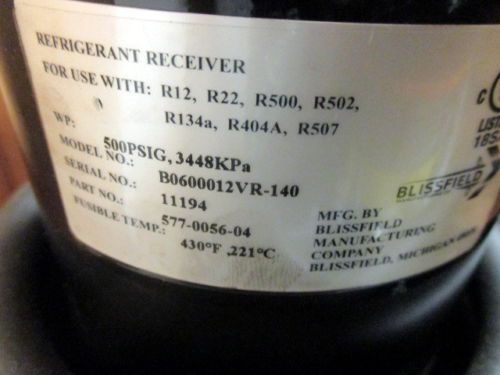 REFRIGERANT RECEIVER
FOR USE WITH: R12, R22, R500, R502,
R134a, R404A, R507
WP: 500PSIG, 3448KPa
MODEL NO.: B0600012VR-140
SERIAL NO.: 11194
PART NO.: 577-0056-04
FUSIBLE TEMP.: 430°F ,221°C
MFG. BY
BLISSFIELD
MANUFACTURING
COMPANY
BLISSFIELD, MICHIGAN
C
LIST
BLISSFIELD